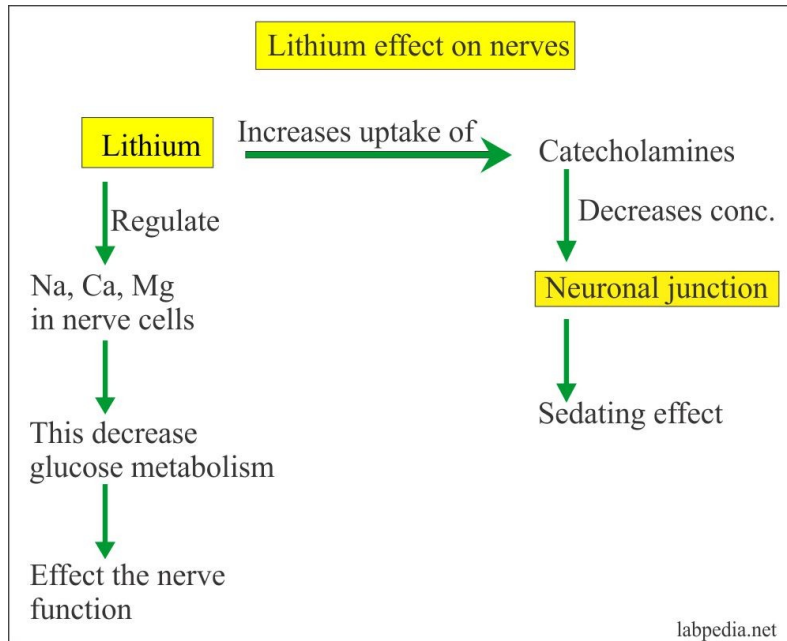 Lithium effect on nerves
Lithium
Increases uptake of
Catecholamines
Regulate
Decreases conc.
Na, Ca, Mg
in nerve cells
Neuronal junction
This decrease
glucose metabolism
Sedating effect
Effect the nerve
function
labpedia.net